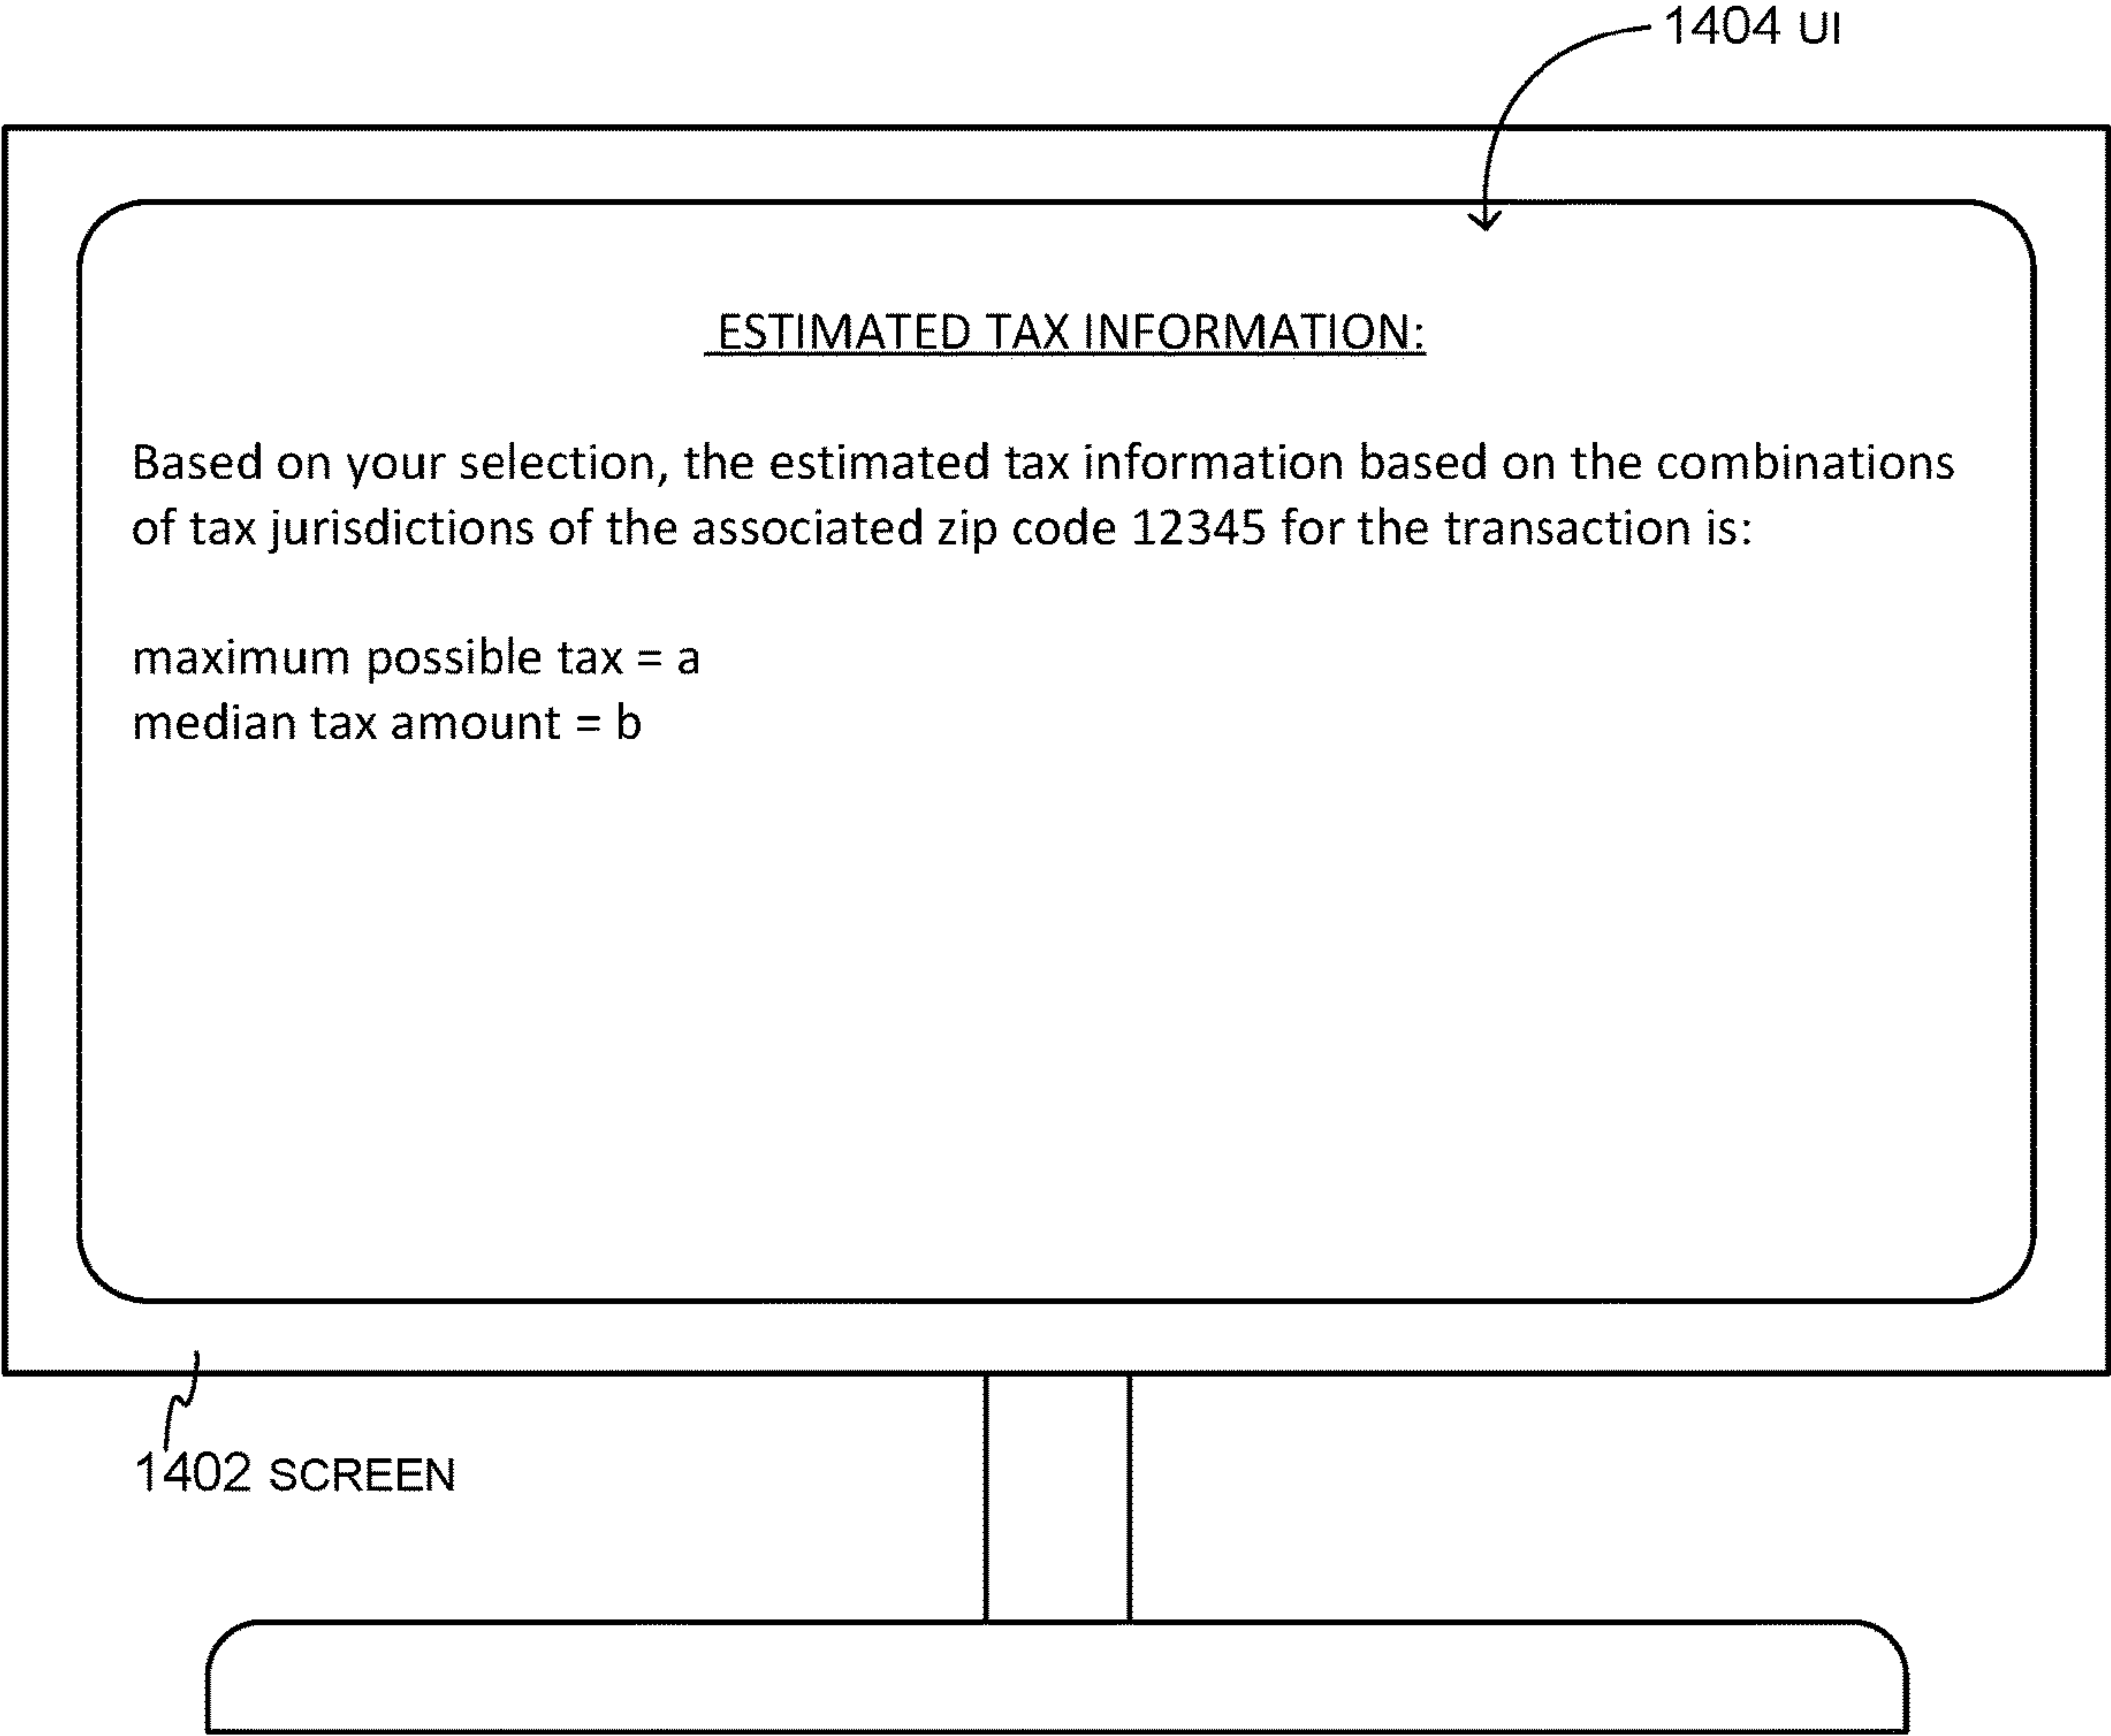 1404 UI
ESTIMATED TAX INFORMATION:
Based on your selection, the estimated tax information based on the combinations
of tax jurisdictions of the associated zip code 12345 for the transaction is:
maximum possible tax = a
median tax amount = b
1402 SCREEN